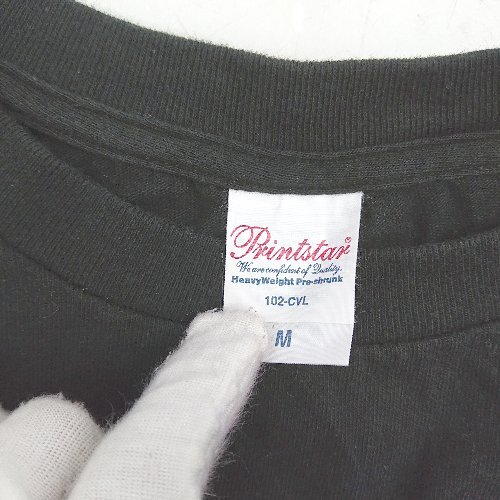 Printstar®
We are confident of Quality.
HeavyWeight Pre-shrunk
102-CVL
M